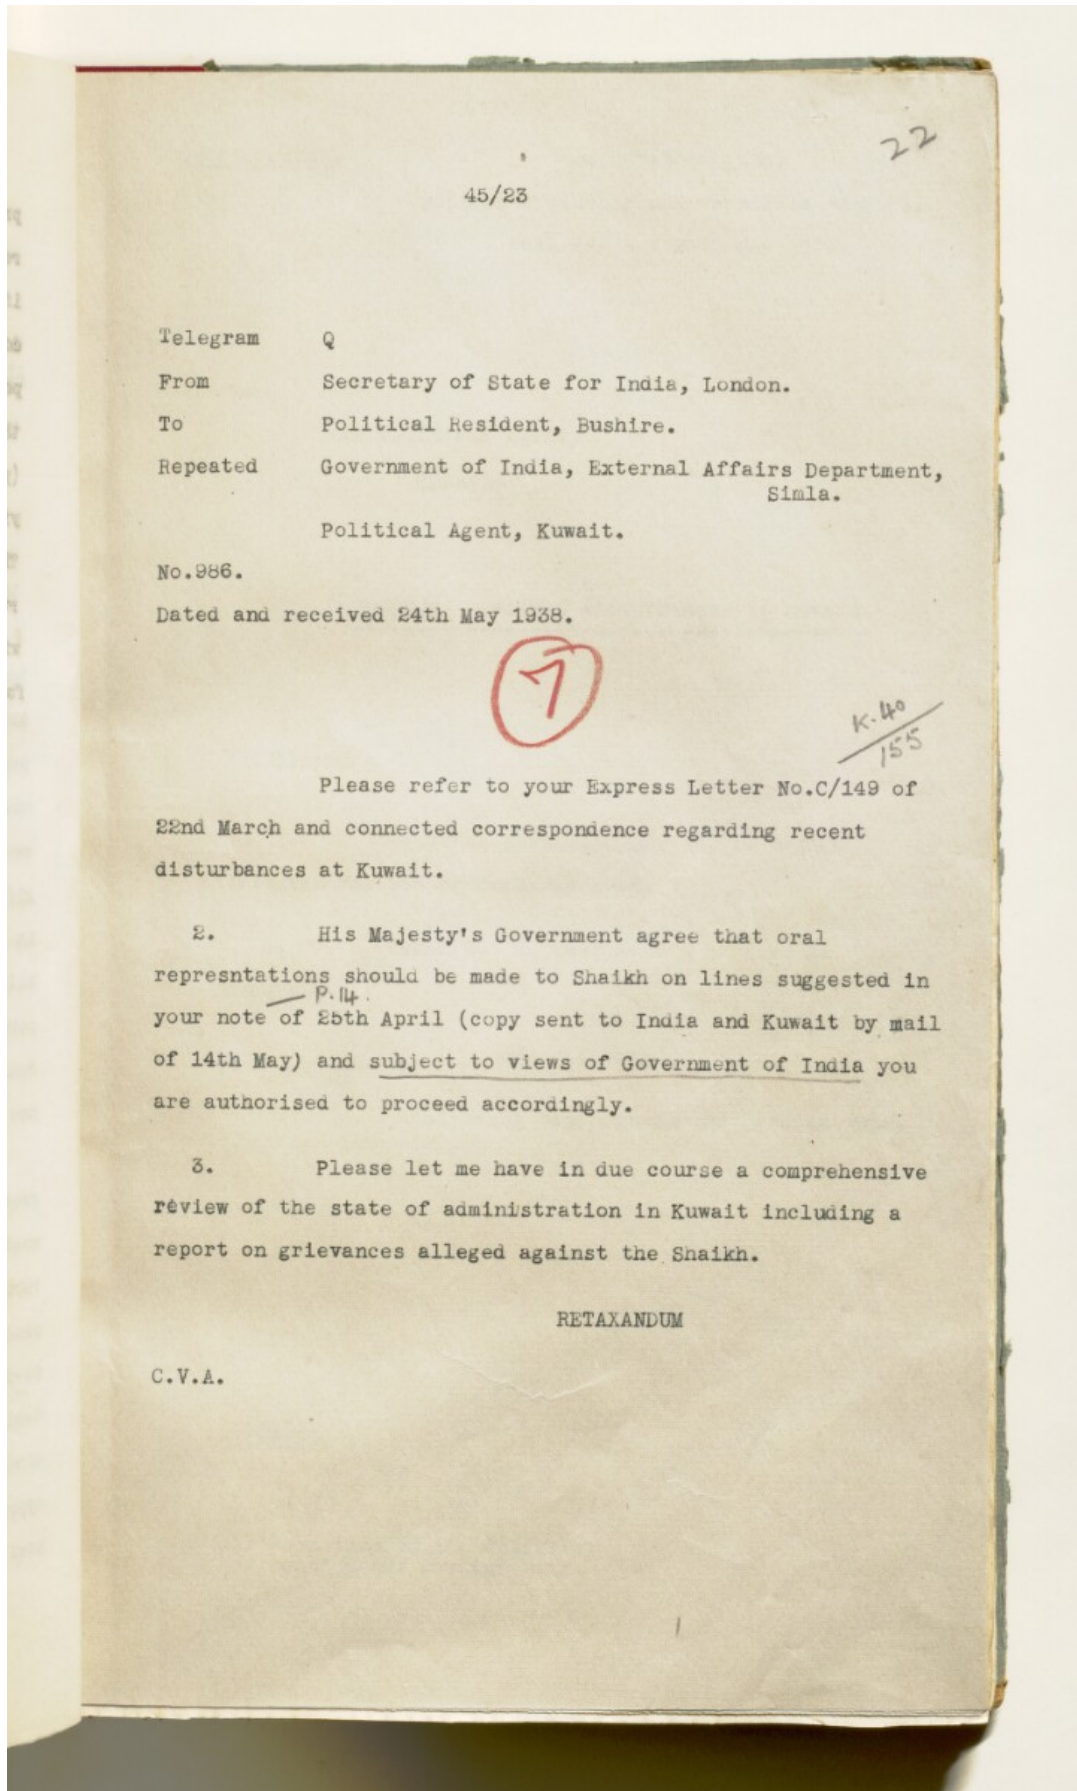 22
45/23
Telegram Q
From Secretary of State for India, London.
To Political Resident, Bushire.
Repeated Government of India, External Affairs Department,
Simla.
Political Agent, Kuwait.
No.986.
Dated and received 24th May 1938.
7
K.40
155
Please refer to your Express Letter No.C/149 of
22nd March and connected correspondence regarding recent
disturbances at Kuwait.
2. His Majesty's Government agree that oral
represntations should be made to Shaikh on lines suggested in
P.14.
your note of 25th April (copy sent to India and Kuwait by mail
of 14th May) and subject to views of Government of India you
are authorised to proceed accordingly.
3. Please let me have in due course a comprehensive
review of the state of administration in Kuwait including a
report on grievances alleged against the Shaikh.
RETAXANDUM
C.V.A.